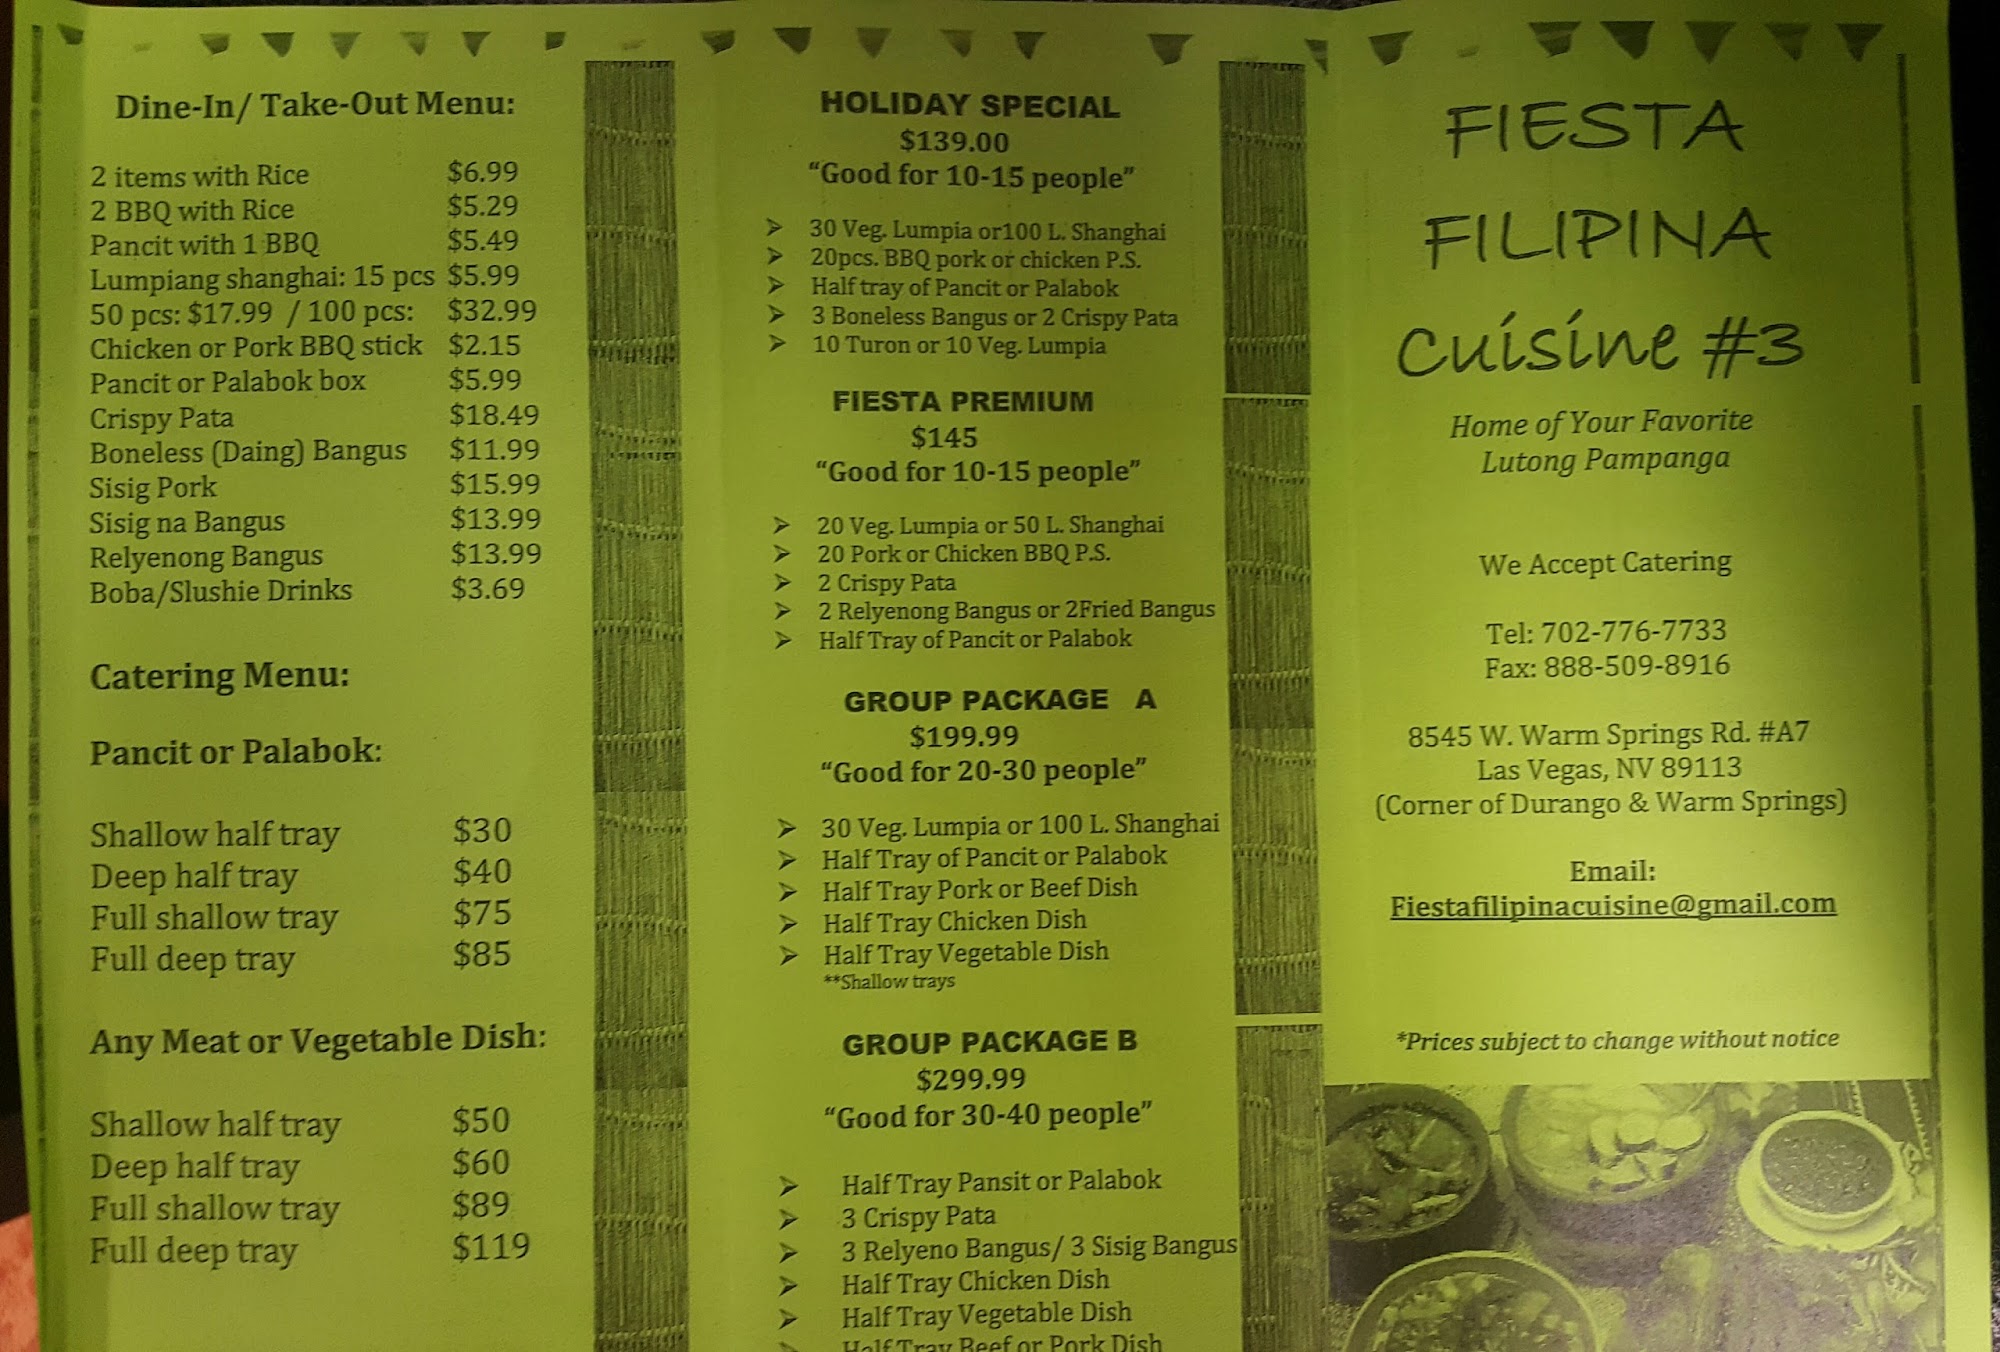 Dine-In/ Take-Out Menu:
2 items with Rice $6.99
2 BBQ with Rice $5.29
Pancit with 1 BBQ $5.49
Lumpiang shanghai: 15 pcs $5.99
50 pcs: $17.99 / 100 pcs: $32.99
Chicken or Pork BBQ stick $2.15
Pancit or Palabok box $5.99
Crispy Pata $18.49
Boneless (Daing) Bangus $11.99
Sisig Pork $15.99
Sisig na Bangus $13.99
Relyenong Bangus $13.99
Boba/Slushie Drinks $3.69
Catering Menu:
Pancit or Palabok:
Shallow half tray $30
Deep half tray $40
Full shallow tray $75
Full deep tray $85
Any Meat or Vegetable Dish:
Shallow half tray $50
Deep half tray $60
Full shallow tray $89
Full deep tray $119
HOLIDAY SPECIAL
$139.00
"Good for 10-15 people"
➢ 30 Veg. Lumpia or100 L. Shanghai
➢ 20pcs. BBQ pork or chicken P.S.
➢ Half tray of Pancit or Palabok
➢ 3 Boneless Bangus or 2 Crispy Pata
➢ 10 Turon or 10 Veg. Lumpia
FIESTA PREMIUM
$145
"Good for 10-15 people"
➢ 20 Veg. Lumpia or 50 L. Shanghai
➢ 20 Pork or Chicken BBQ P.S.
➢ 2 Crispy Pata
➢ 2 Relyenong Bangus or 2Fried Bangus
➢ Half Tray of Pancit or Palabok
GROUP PACKAGE A
$199.99
"Good for 20-30 people"
➢ 30 Veg. Lumpia or 100 L. Shanghai
➢ Half Tray of Pancit or Palabok
➢ Half Tray Pork or Beef Dish
➢ Half Tray Chicken Dish
➢ Half Tray Vegetable Dish
**Shallow trays
GROUP PACKAGE B
$299.99
"Good for 30-40 people"
➢ Half Tray Pansit or Palabok
➢ 3 Crispy Pata
➢ 3 Relyeno Bangus/ 3 Sisig Bangus
➢ Half Tray Chicken Dish
➢ Half Tray Vegetable Dish
➢ Half Tray Beef or Pork Dish
FIESTA
FILIPINA
Cuisine #3
Home of Your Favorite
Lutong Pampanga
We Accept Catering
Tel: 702-776-7733
Fax: 888-509-8916
8545 W. Warm Springs Rd. #A7
Las Vegas, NV 89113
(Corner of Durango & Warm Springs)
Email:
Fiestafilipinacuisine@gmail.com
*Prices subject to change without notice